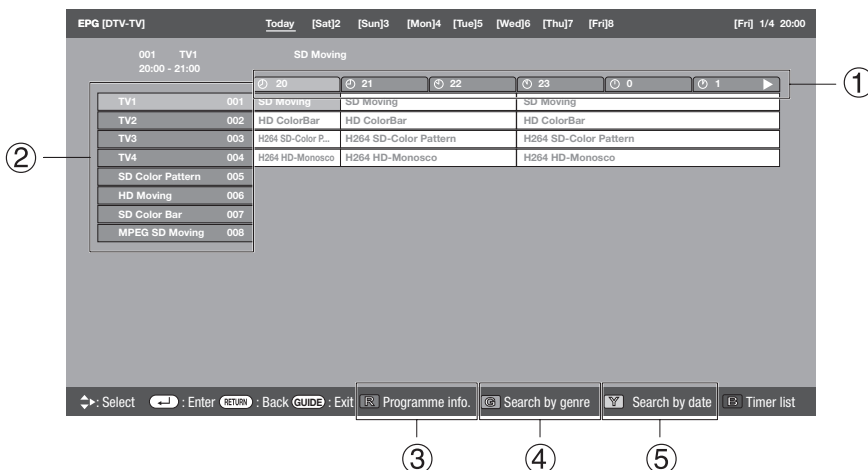 EPG [DTV-TV] Today [Sat]2 [Sun]3 [Mon]4 [Tue]5 [Wed]6 [Thu]7 [Fri]8 [Fri] 1/4 20:00
001 TV1 SD Moving
20:00 - 21:00
20 21 22 23 0 1
①
TV1 001 SD Moving SD Moving SD Moving
TV2 002 HD ColorBar HD ColorBar HD ColorBar
TV3 003 H264 SD-Color P... H264 SD-Color Pattern H264 SD-Color Pattern
②
TV4 004 H264 HD-Monosco H264 HD-Monosco H264 HD-Monosco
SD Color Pattern 005
HD Moving 006
SD Color Bar 007
MPEG SD Moving 008
: Select : Enter RETURN : Back GUIDE : Exit R Programme info. G Search by genre Y Search by date B Timer list
③ ④ ⑤